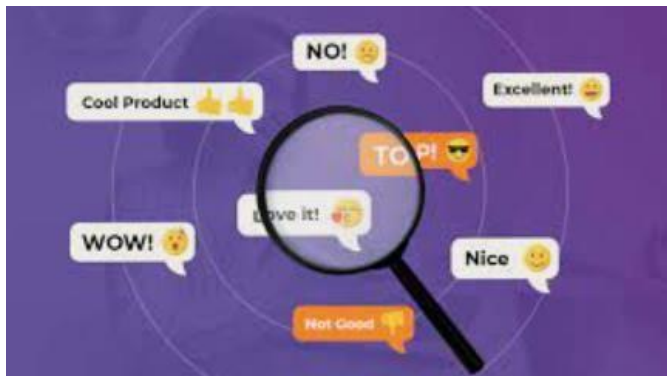 NO!
Excellent!
Cool Product
TOP!
Love it!
WOW!
Nice
Not Good